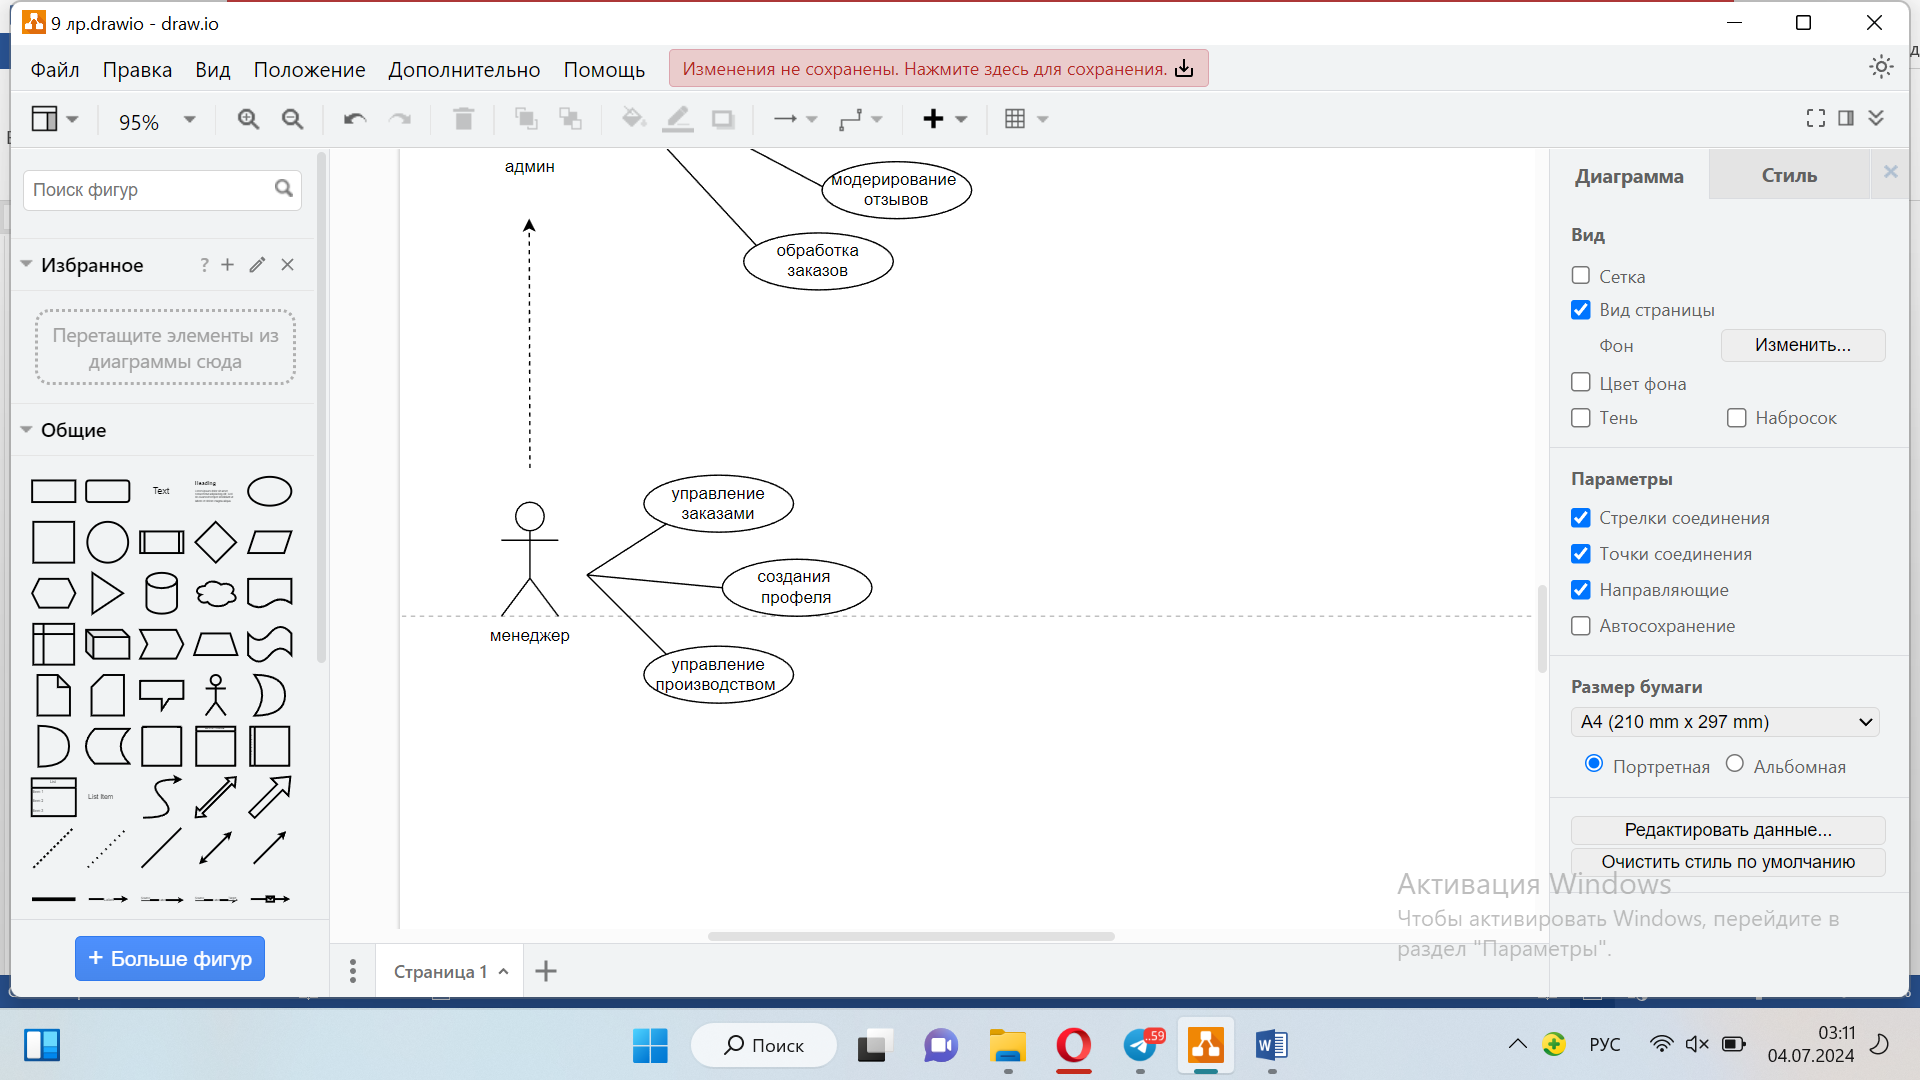 9 лр.drawio - draw.io
Файл Правка Вид Положение Дополнительно Помощь Изменения не сохранены. Нажмите здесь для сохранения.
95%
Поиск фигур
Избранное ?
Перетащите элементы из
диаграммы сюда
Общие
Text
Heading
List Item
+ Больше фигур
админ
модерирование
отзывов
обработка
заказов
управление
заказами
создания
профеля
менеджер
управление
производством
Страница 1
Диаграмма Стиль
Вид
Сетка
Вид страницы
Фон Изменить...
Цвет фона
Тень Набросок
Параметры
Стрелки соединения
Точки соединения
Направляющие
Автосохранение
Размер бумаги
A4 (210 mm x 297 mm)
Портретная Альбомная
Редактировать данные...
Очистить стиль по умолчанию
Активация Windows
Чтобы активировать Windows, перейдите в
раздел "Параметры".
Поиск
..59
W
РУС
03:11
04.07.2024